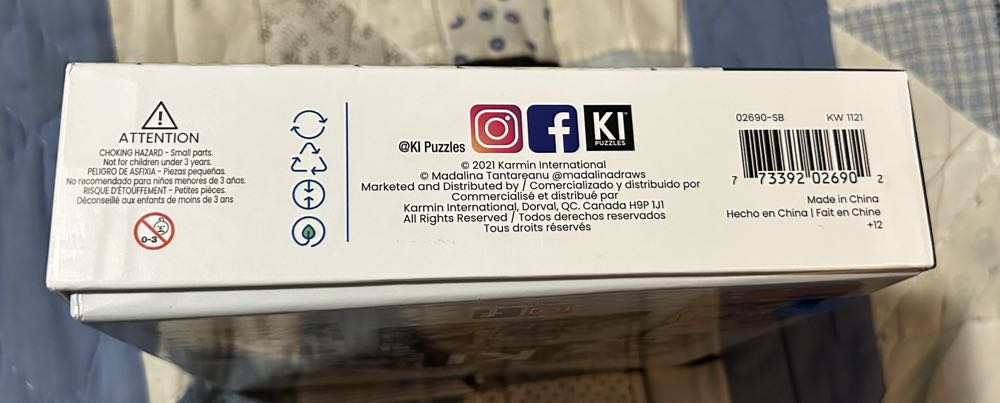 ATTENTION
CHOKING HAZARD - Small parts.
Not for children under 3 years.
PELIGRO DE ASFIXIA - Piezas pequeñas.
No recomendado para niños menores de 3 años.
RISQUE D'ÉTOUFFEMENT - Petites pièces.
Déconseillé aux enfants de moins de 3 ans
0-3
@KI Puzzles
KI
PUZZLES
© 2021 Karmin International
© Madalina Tantareanu @madalinadraws
Marketed and Distributed by / Comercializado y distribuido por
Commercialisé et distribué par
Karmin International, Dorval, QC. Canada H9P 1J1
All Rights Reserved / Todos derechos reservados
Tous droits réservés
02690-SB KW 1121
7 73392 02690 2
Made in China
Hecho en China | Fait en Chine
+12